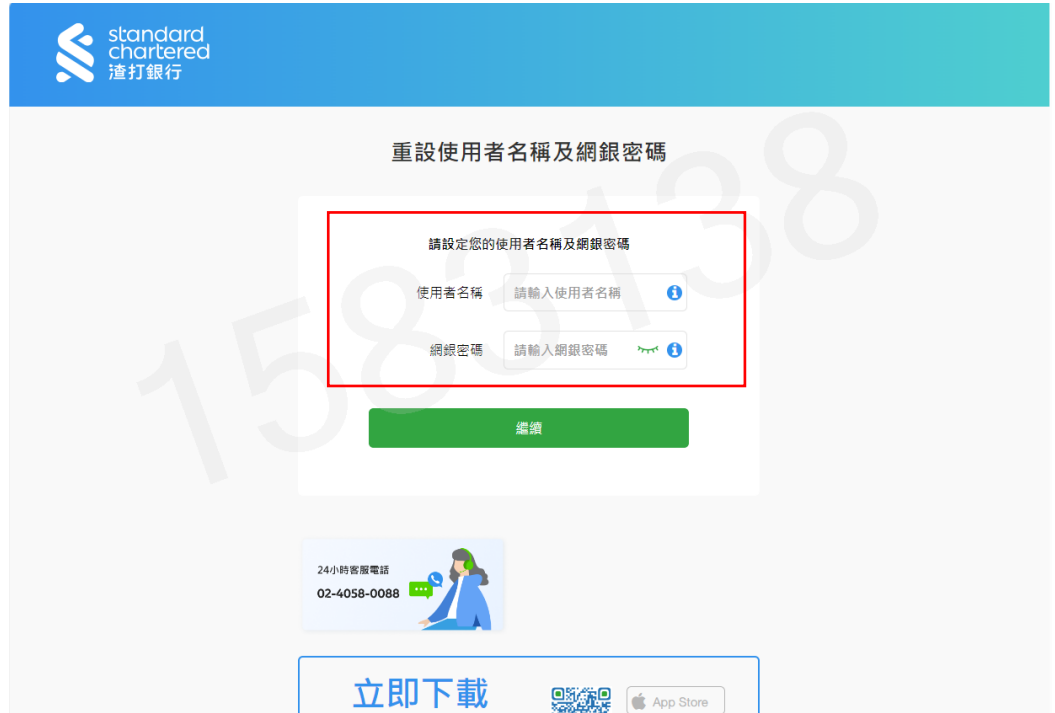 standard
chartered
渣打銀行
重設使用者名稱及網銀密碼
請設定您的使用者名稱及網銀密碼
使用者名稱 請輸入使用者名稱
網銀密碼 請輸入網銀密碼
繼續
1583138
24小時客服電話
02-4058-0088
立即下載
App Store